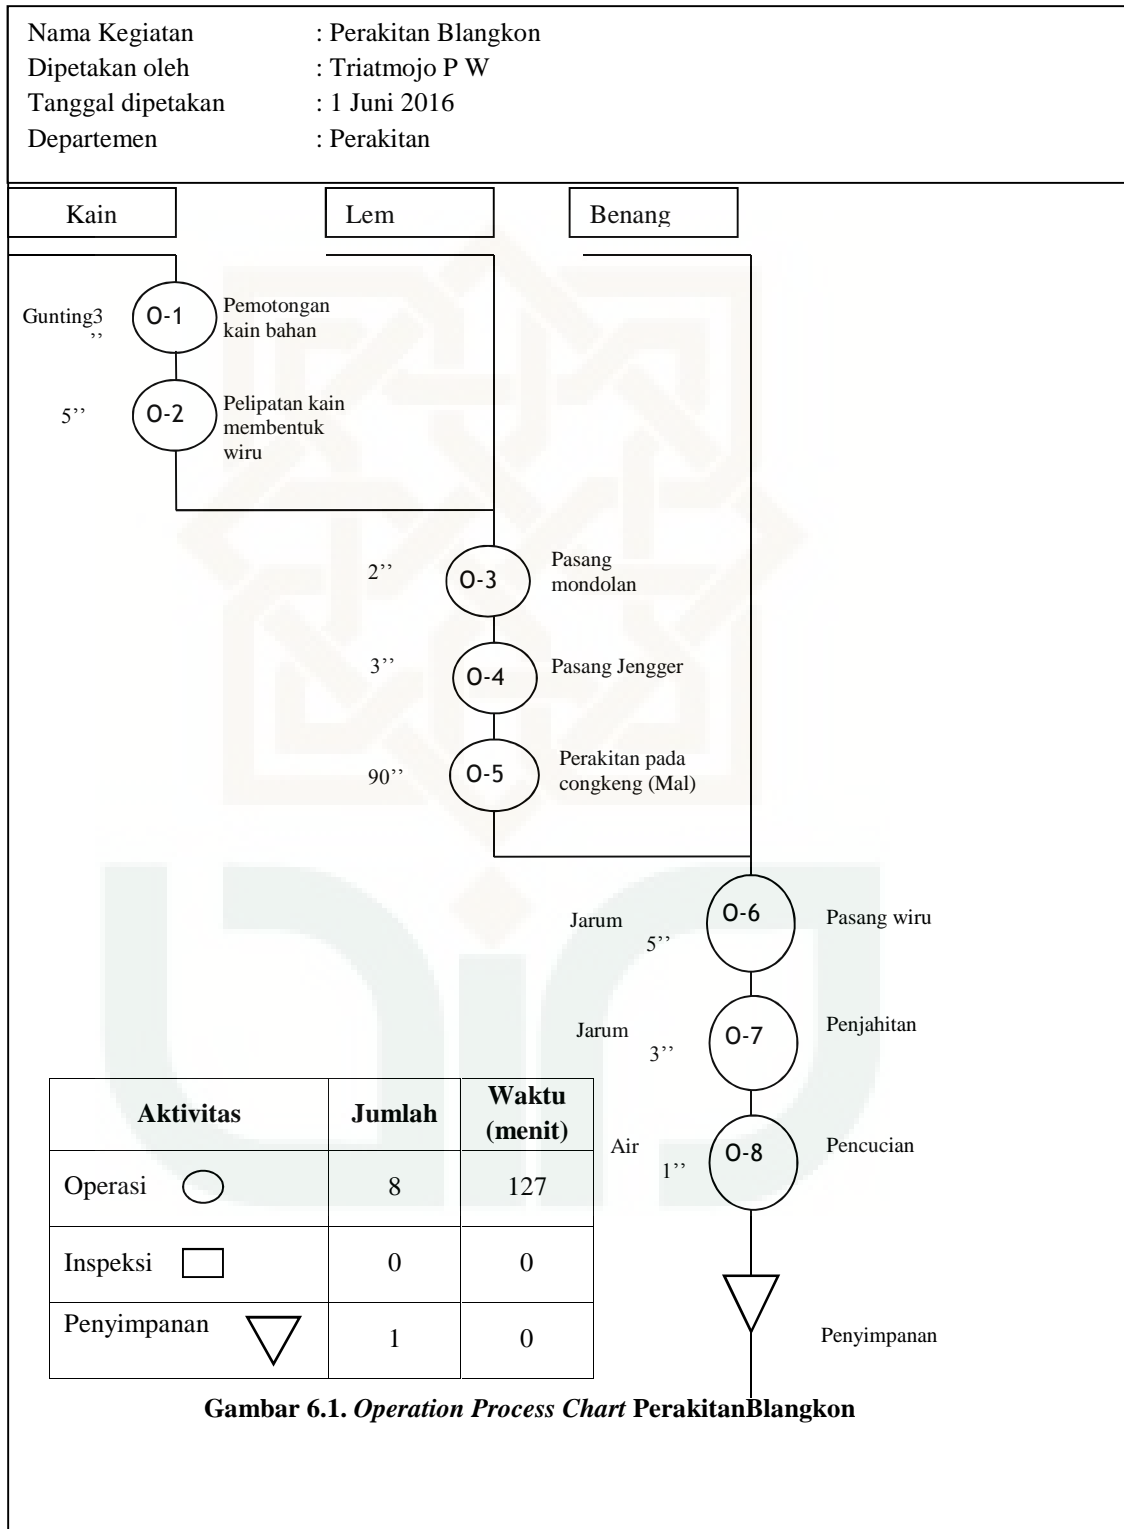 Nama Kegiatan : Perakitan Blangkon
Dipetakan oleh : Triatmojo P W
Tanggal dipetakan : 1 Juni 2016
Departemen : Perakitan
Kain Lem Benang
Gunting3
’’
O-1
Pemotongan
kain bahan
5’’
O-2
Pelipatan kain
membentuk
wiru
2’’
O-3
Pasang
mondolan
3’’
O-4
Pasang Jengger
90’’
O-5
Perakitan pada
congkeng (Mal)
Jarum
5’’
O-6
Pasang wiru
Jarum
3’’
O-7
Penjahitan
Air
1’’
O-8
Pencucian
Penyimpanan
Aktivitas Jumlah Waktu
(menit)
Operasi 8 127
Inspeksi 0 0
Penyimpanan 1 0
Gambar 6.1. Operation Process Chart PerakitanBlangkon